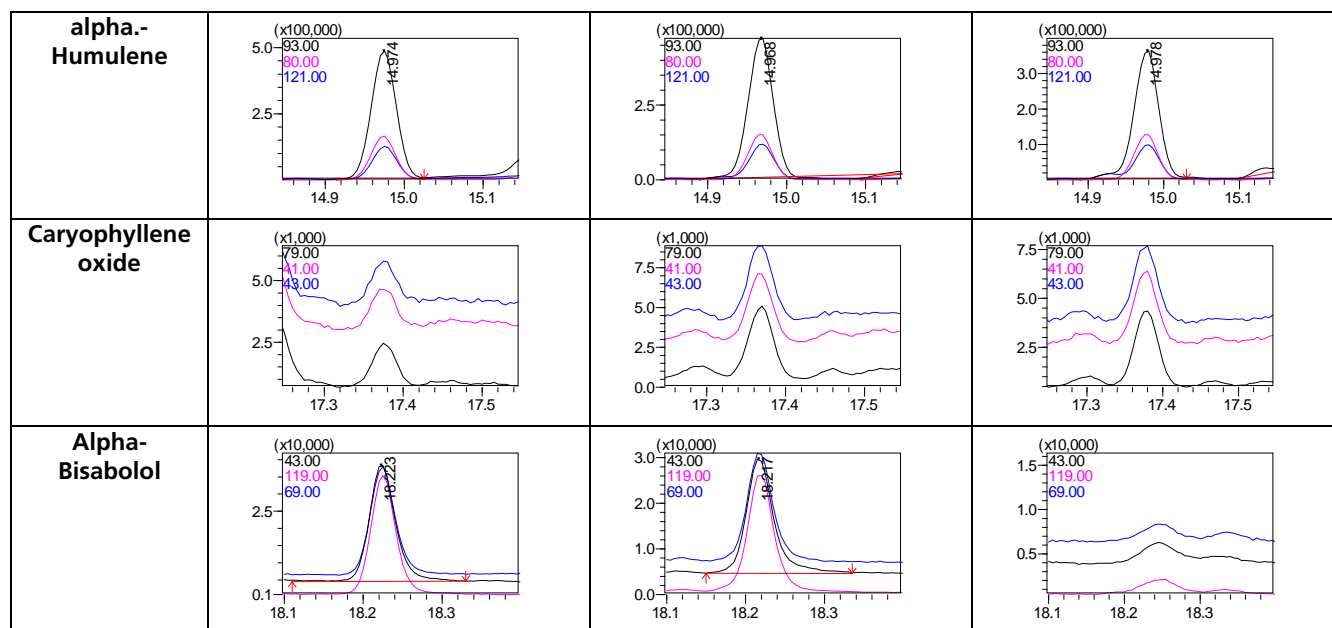 alpha.-
Humulene
(x100,000)
93.00
80.00
121.00
5.0
2.5
14.974
14.9 15.0 15.1
(x100,000)
93.00
80.00
121.00
2.5
0.0
14.968
14.9 15.0 15.1
(x100,000)
93.00
80.00
121.00
3.0
2.0
1.0
14.978
14.9 15.0 15.1
Caryophyllene
oxide
(x1,000)
79.00
41.00
43.00
5.0
2.5
17.3 17.4 17.5
(x1,000)
79.00
41.00
43.00
7.5
5.0
2.5
0.0
17.3 17.4 17.5
(x1,000)
79.00
41.00
43.00
7.5
5.0
2.5
17.3 17.4 17.5
Alpha-
Bisabolol
(x10,000)
43.00
119.00
69.00
2.5
0.1
18.223
18.1 18.2 18.3
(x10,000)
43.00
119.00
69.00
3.0
2.0
1.0
0.0
18.217
18.1 18.2 18.3
(x10,000)
43.00
119.00
69.00
1.5
1.0
0.5
18.1 18.2 18.3